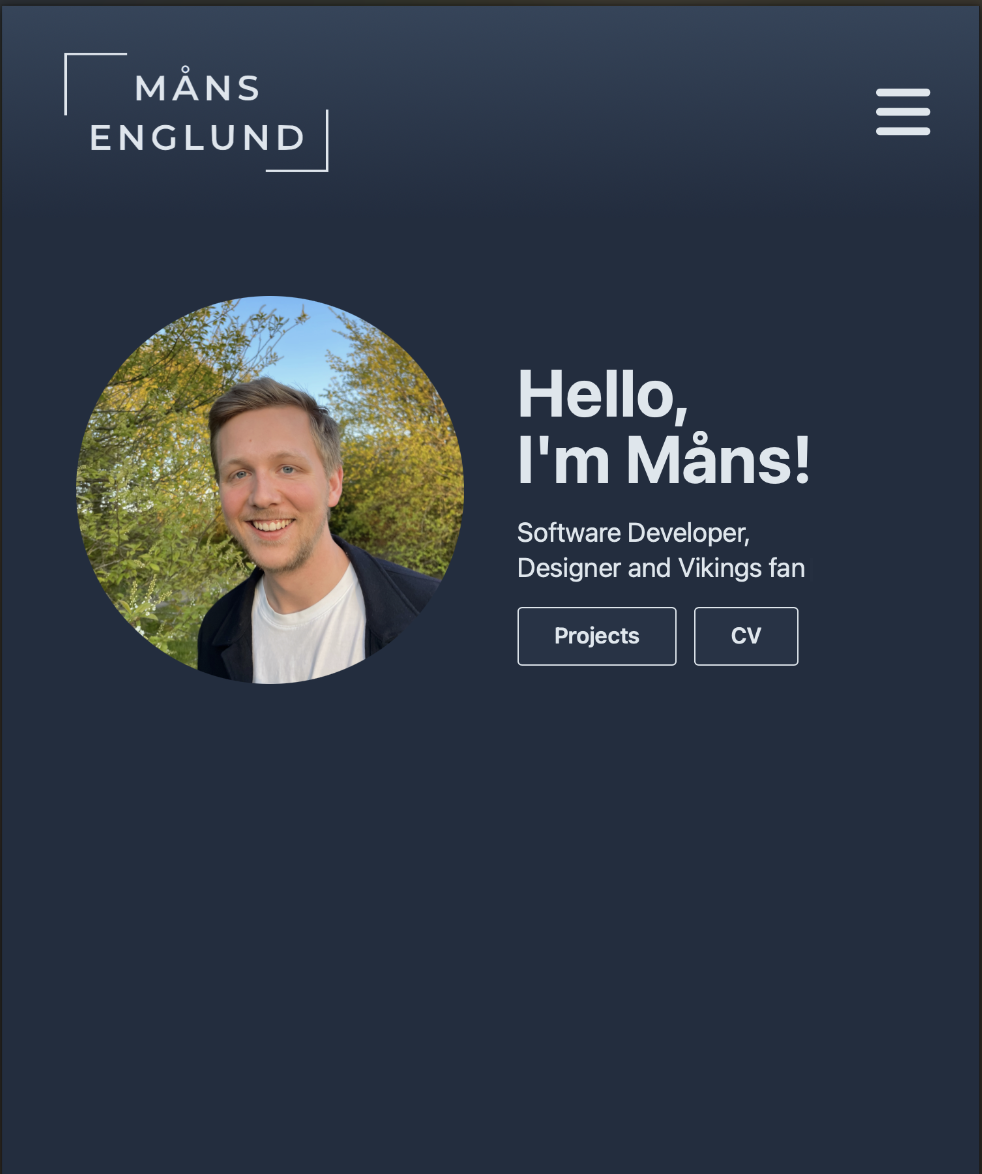 MÅNS
ENGLUND
Hello,
I'm Måns!
Software Developer,
Designer and Vikings fan
Projects
CV